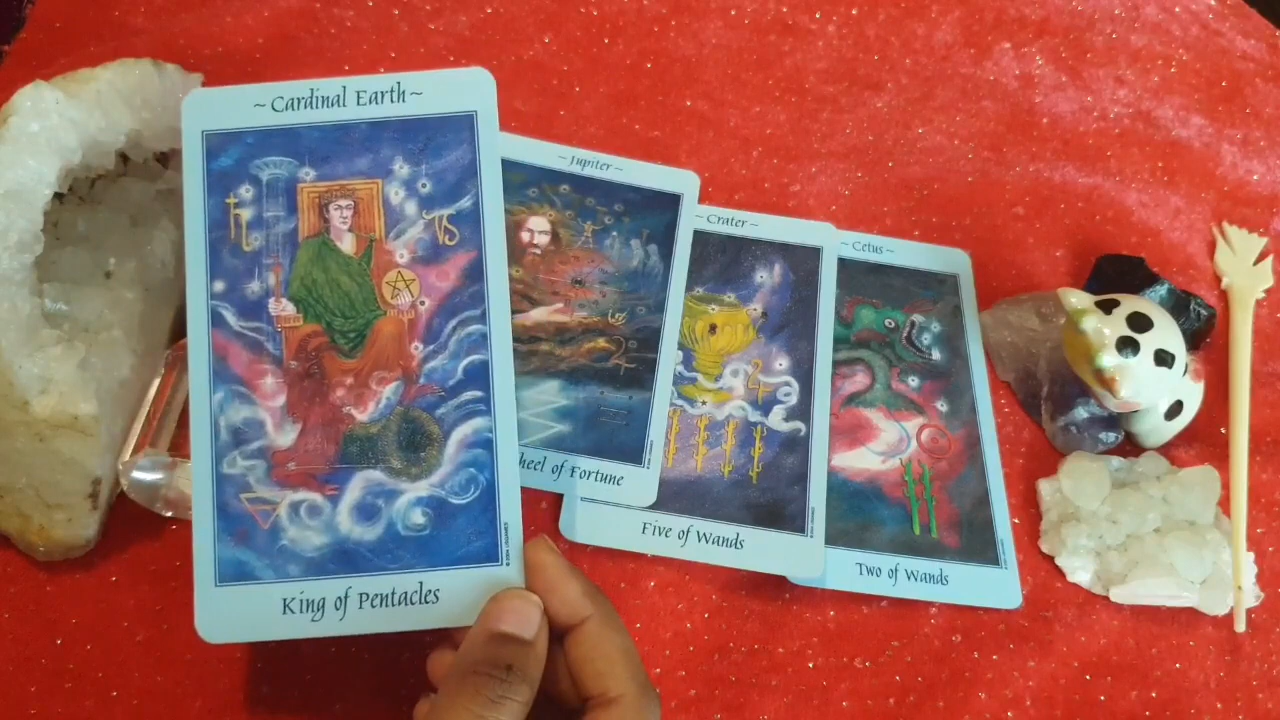 ~ Cardinal Earth ~
King of Pentacles
~ Jupiter ~
heel of Fortune
~ Crater ~
Five of Wands
~ Cetus ~
Two of Wands